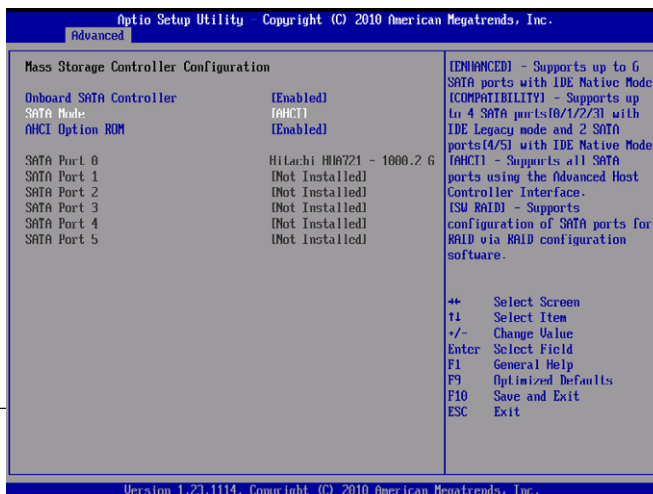 Aptio Setup Utility - Copyright (C) 2010 American Megatrends, Inc.
Advanced
Mass Storage Controller Configuration
Onboard SATA Controller [Enabled]
SATA Mode [AHCI]
AHCI Option ROM [Enabled]
SATA Port 0 Hitachi HUA721 - 1000.2 G
SATA Port 1 [Not Installed]
SATA Port 2 [Not Installed]
SATA Port 3 [Not Installed]
SATA Port 4 [Not Installed]
SATA Port 5 [Not Installed]
[ENHANCED] - Supports up to 6
SATA ports with IDE Native Mode
[COMPATIBILITY] - Supports up
to 4 SATA ports[0/1/2/3] with
IDE Legacy mode and 2 SATA
ports[4/5] with IDE Native Mode
[AHCI] - Supports all SATA
ports using the Advanced Host
Controller Interface.
[SW RAID] - Supports
configuration of SATA ports for
RAID via RAID configuration
software.
→← Select Screen
↑↓ Select Item
+/- Change Value
Enter Select Field
F1 General Help
F9 Optimized Defaults
F10 Save and Exit
ESC Exit
Version 1.23.1114. Copyright (C) 2010 American Megatrends, Inc.